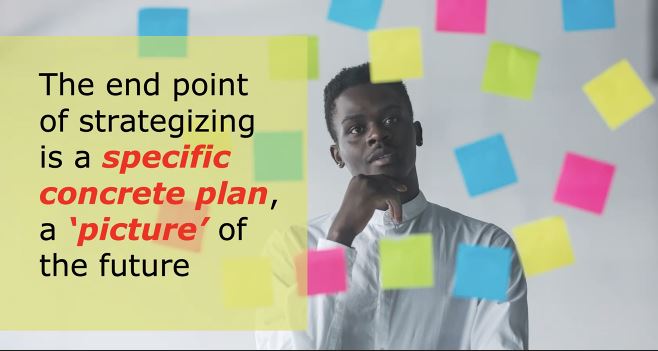 The end point
of strategizing
is a specific
concrete plan,
a ‘picture’ of
the future